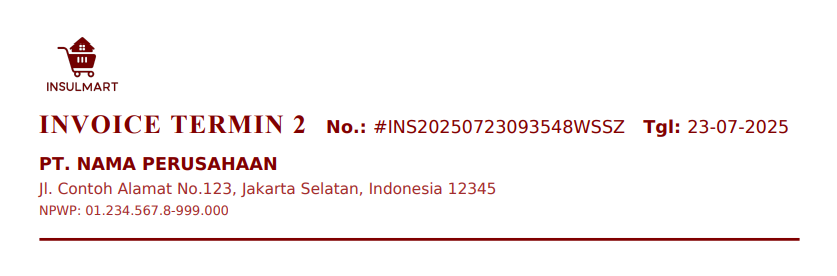 INSULMART
INVOICE TERMIN 2 No.: #INS20250723093548WSSZ Tgl: 23-07-2025
PT. NAMA PERUSAHAAN
Jl. Contoh Alamat No.123, Jakarta Selatan, Indonesia 12345
NPWP: 01.234.567.8-999.000